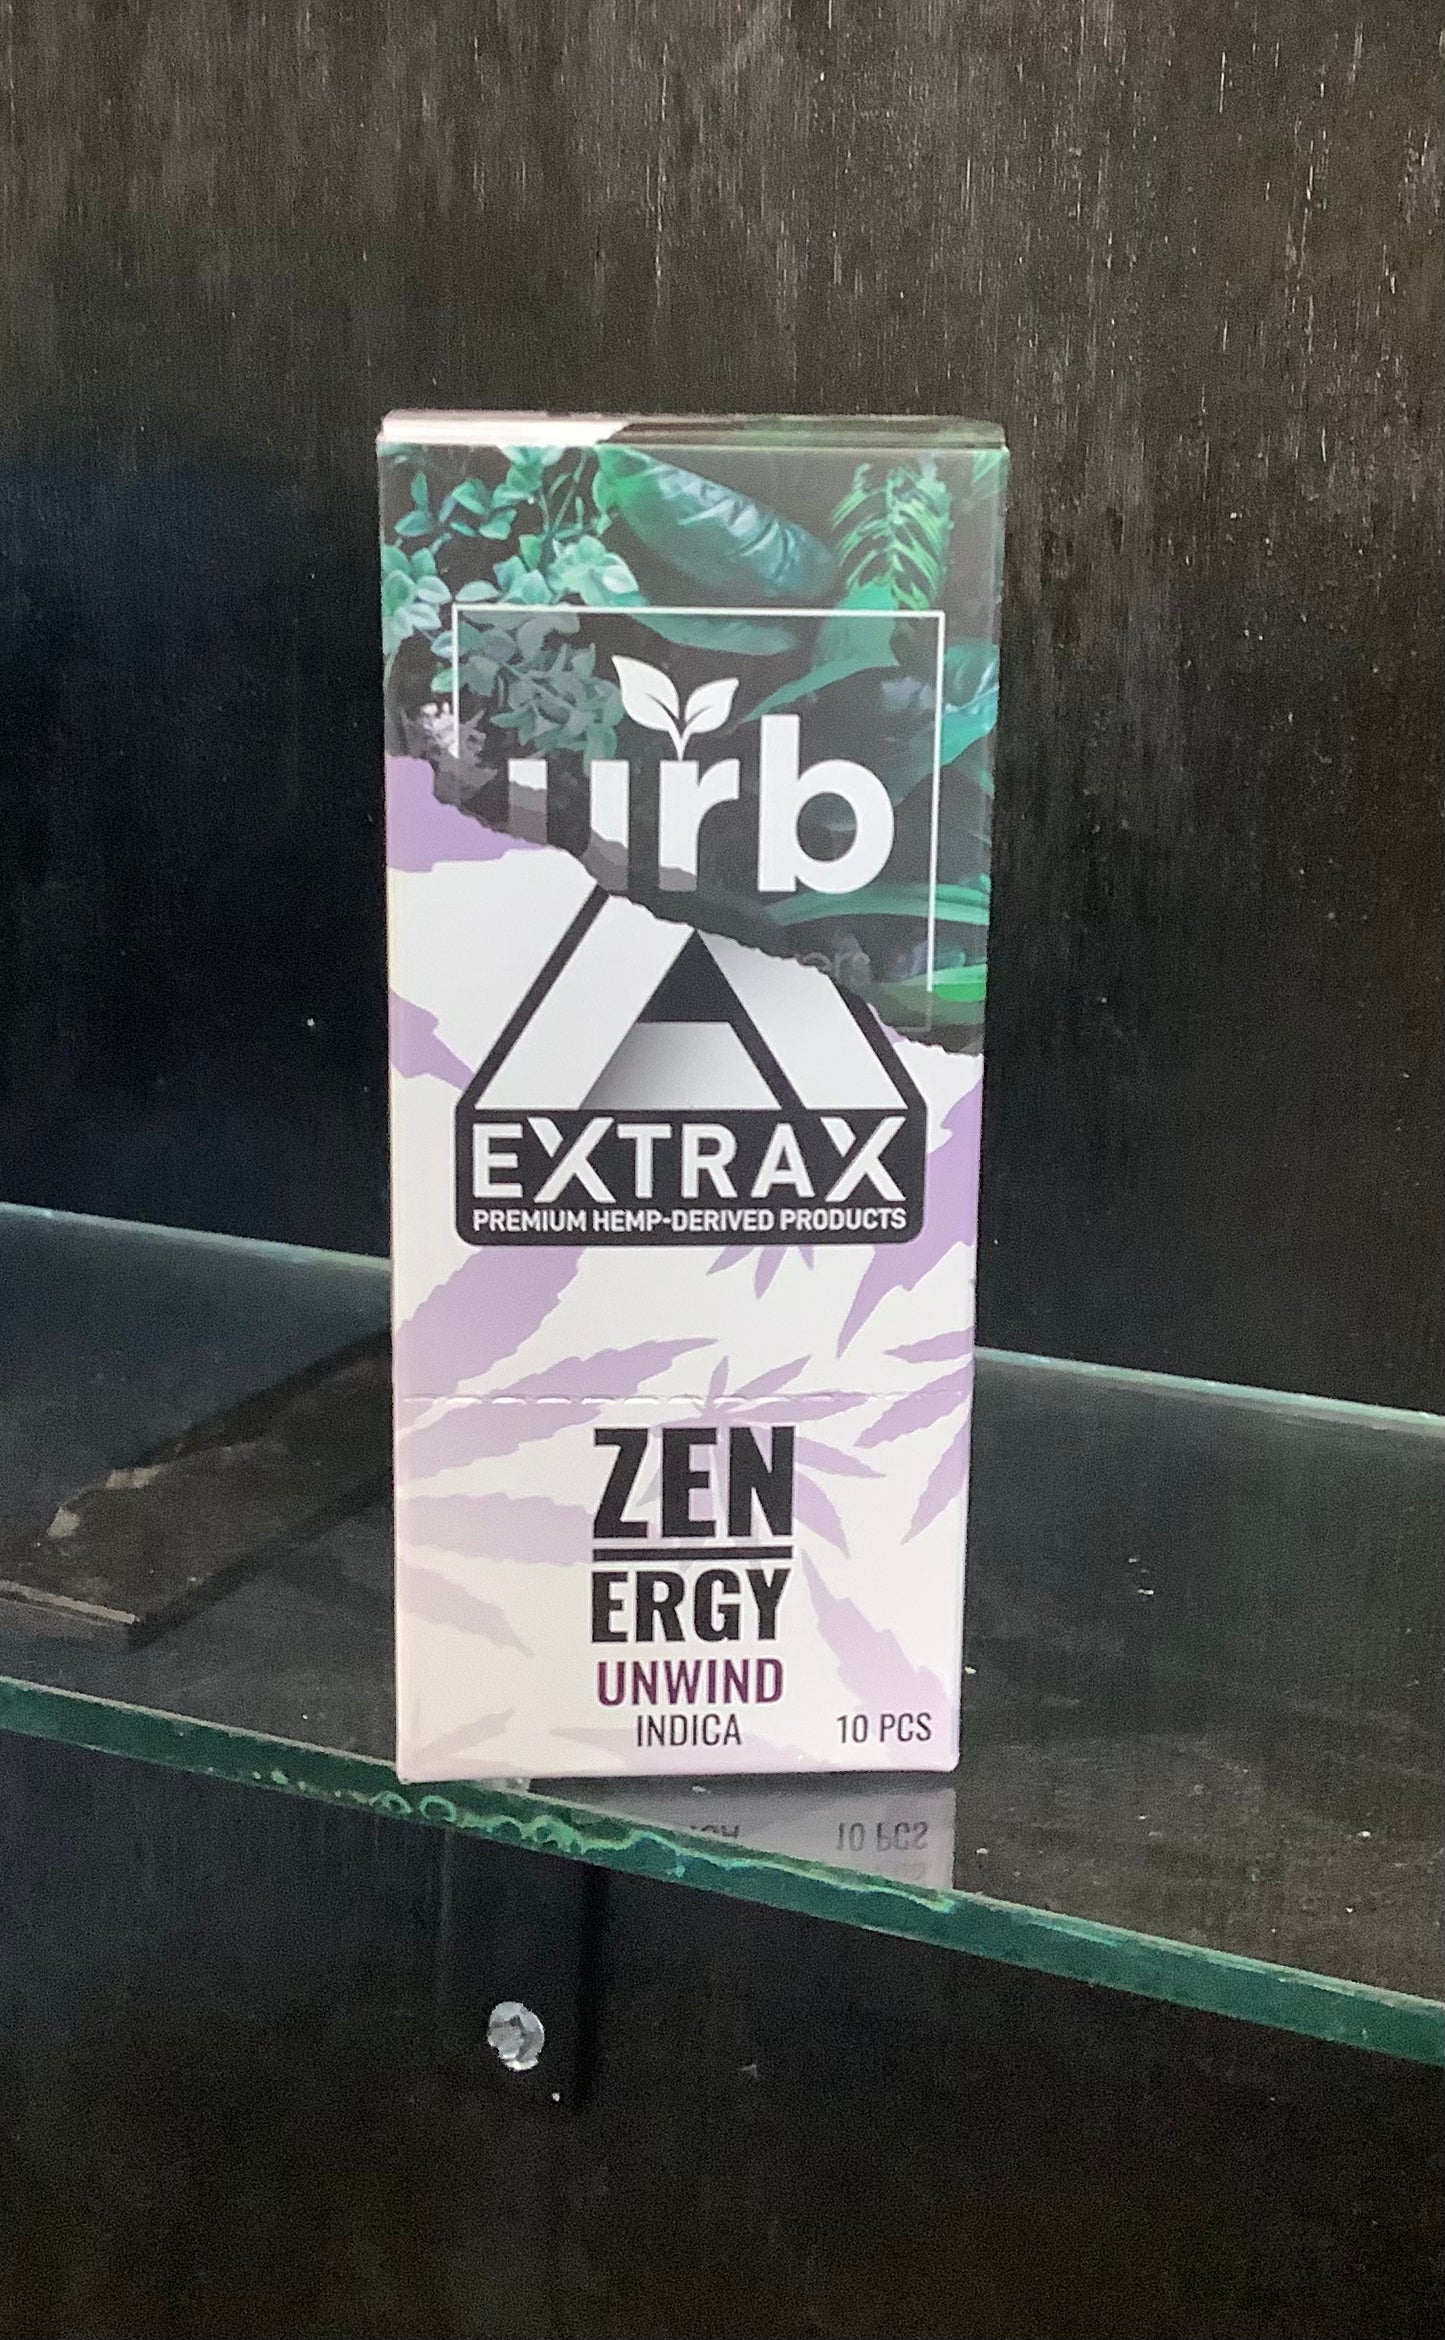 urb
EXTRAX
PREMIUM HEMP-DERIVED PRODUCTS
ZEN
ERGY
UNWIND
INDICA
10 PCS